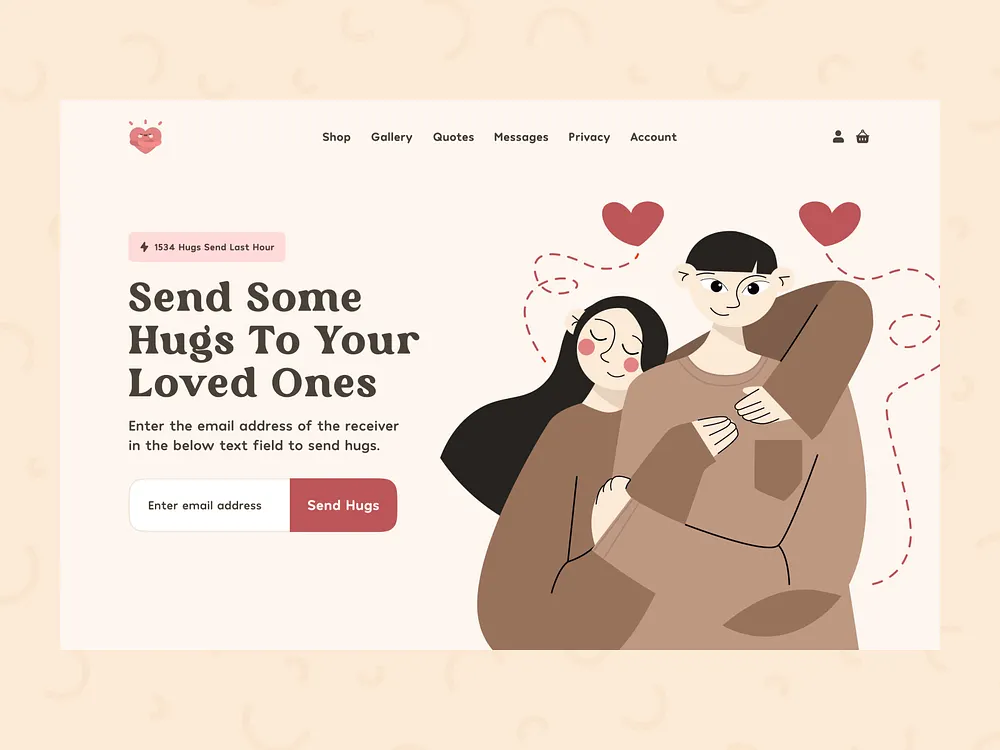 Shop Gallery Quotes Messages Privacy Account
1534 Hugs Send Last Hour
Send Some
Hugs To Your
Loved Ones
Enter the email address of the receiver
in the below text field to send hugs.
Enter email address Send Hugs